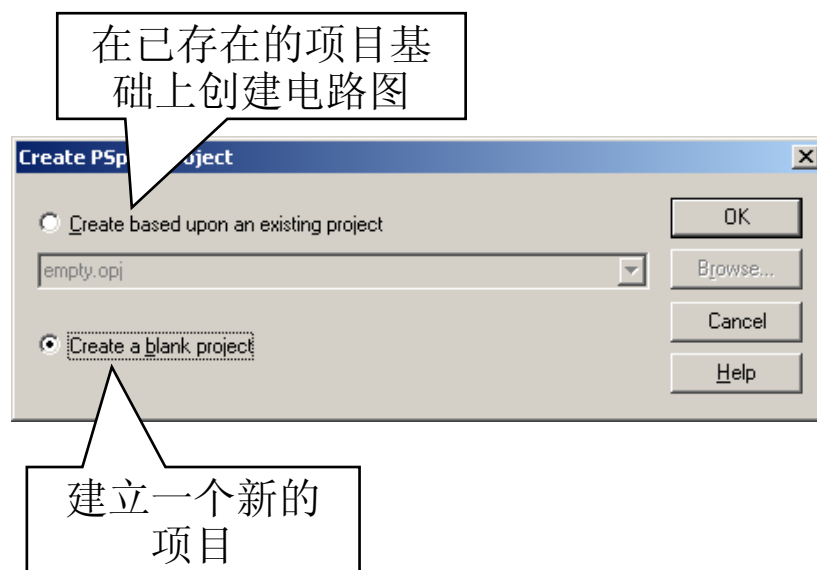 在已存在的项目基
础上创建电路图
Create PSp oject
Create based upon an existing project
OK
empty.opj
Browse...
Cancel
Create a blank project
Help
建立一个新的
项目